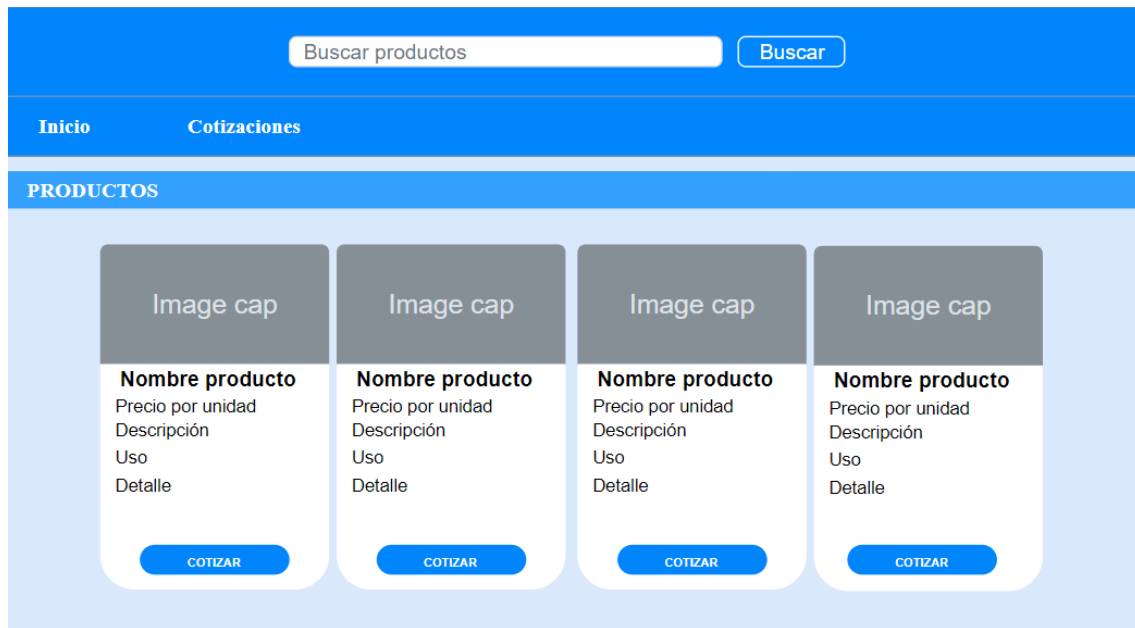 Buscar productos
Buscar
Inicio
Cotizaciones
PRODUCTOS
Image cap
Nombre producto
Precio por unidad
Descripción
Uso
Detalle
COTIZAR
Image cap
Nombre producto
Precio por unidad
Descripción
Uso
Detalle
COTIZAR
Image cap
Nombre producto
Precio por unidad
Descripción
Uso
Detalle
COTIZAR
Image cap
Nombre producto
Precio por unidad
Descripción
Uso
Detalle
COTIZAR